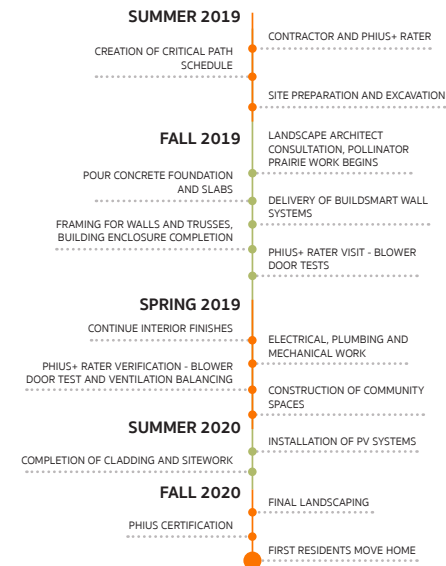 SUMMER 2019
CONTRACTOR AND PHIUS+ RATER
CREATION OF CRITICAL PATH
SCHEDULE
SITE PREPARATION AND EXCAVATION
FALL 2019
LANDSCAPE ARCHITECT
CONSULTATION, POLLINATOR
PRAIRIE WORK BEGINS
POUR CONCRETE FOUNDATION
AND SLABS
DELIVERY OF BUILDSMART WALL
SYSTEMS
FRAMING FOR WALLS AND TRUSSES,
BUILDING ENCLOSURE COMPLETION
PHIUS+ RATER VISIT - BLOWER
DOOR TESTS
SPRING 2019
CONTINUE INTERIOR FINISHES
ELECTRICAL, PLUMBING AND
MECHANICAL WORK
PHIUS+ RATER VERIFICATION - BLOWER
DOOR TEST AND VENTILATION BALANCING
CONSTRUCTION OF COMMUNITY
SPACES
SUMMER 2020
INSTALLATION OF PV SYSTEMS
COMPLETION OF CLADDING AND SITEWORK
FALL 2020
FINAL LANDSCAPING
PHIUS CERTIFICATION
FIRST RESIDENTS MOVE HOME